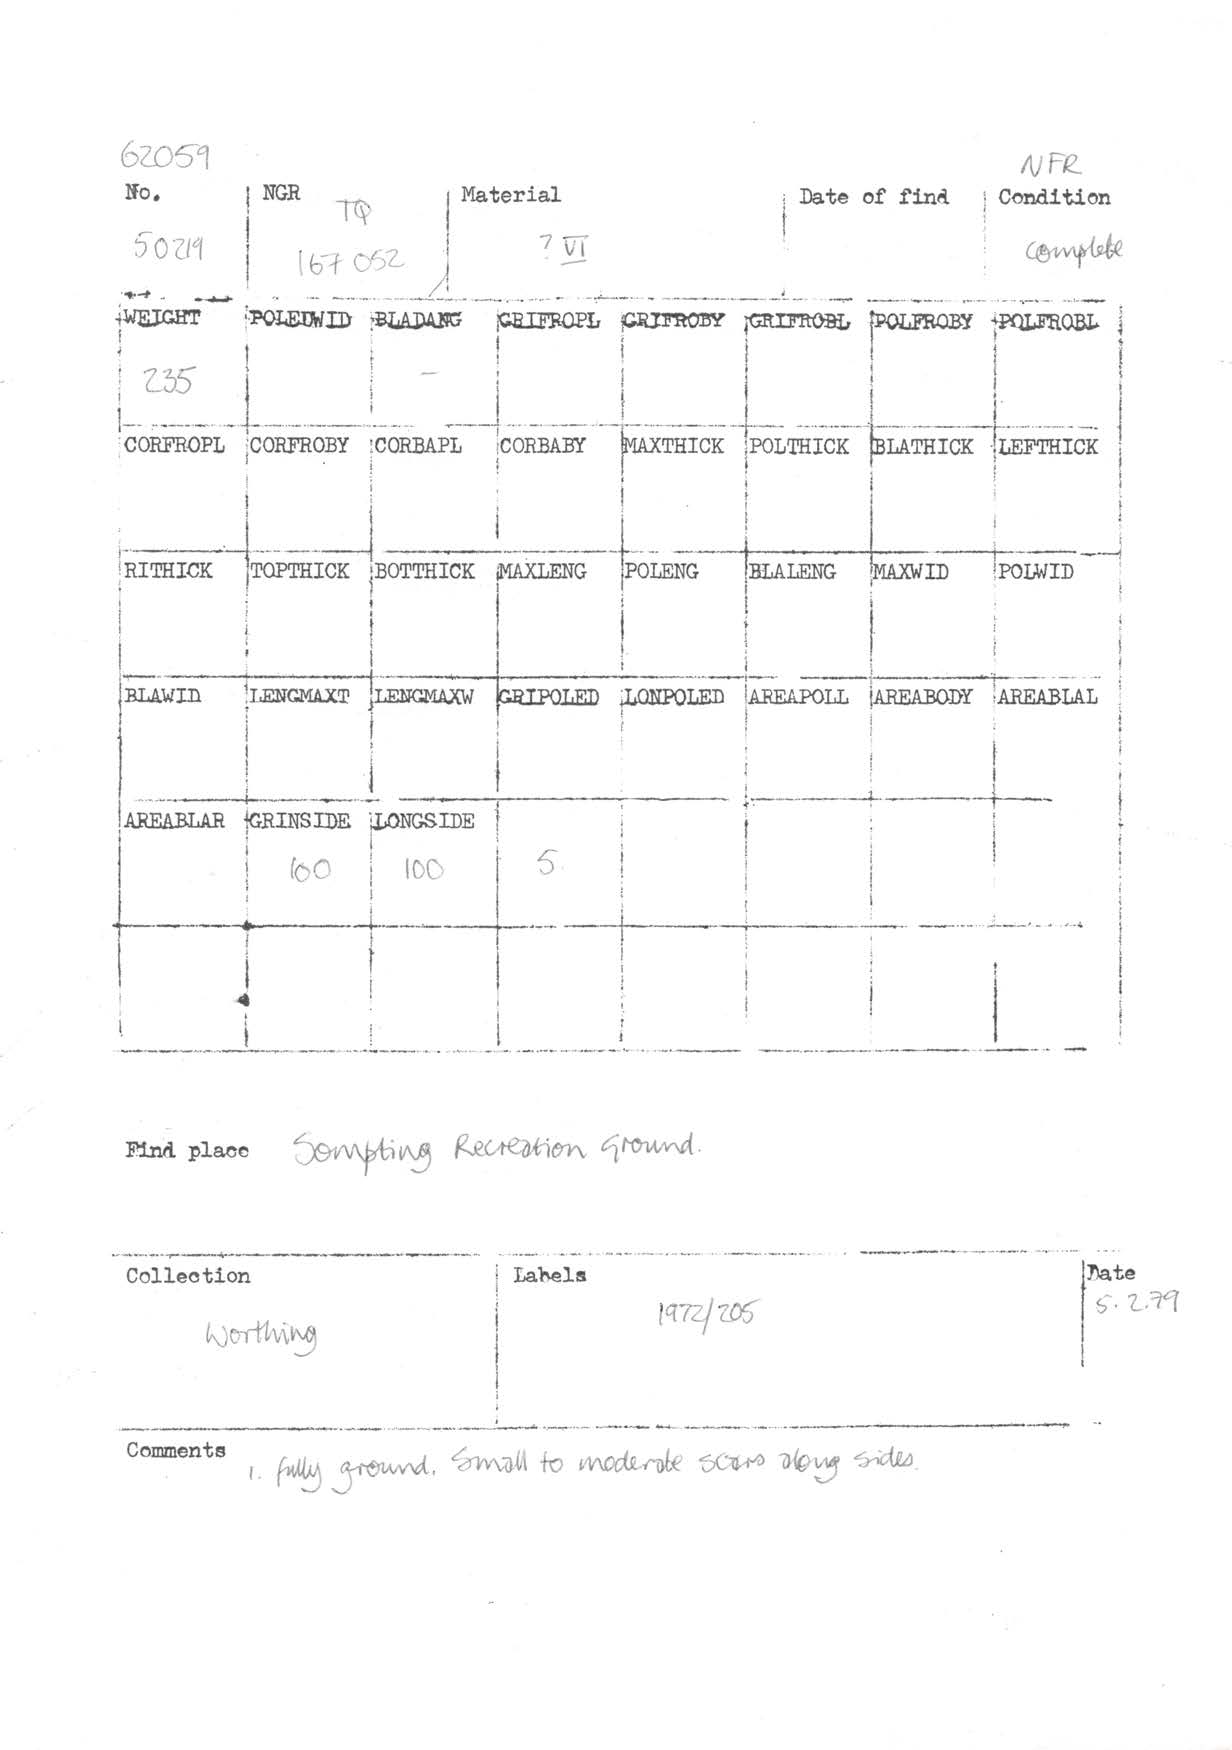 62059
NFR
No. NGR Material Date of find Condition
TQ
50219 167 052 ? VI complete
WEIGHT POLEDWID BLADANG GRIFROPL GRIFROBY GRIFROBL POLFROBY POLFROBL
235 –
CORFROPL CORFROBY CORBAPL CORBABY MAXTHICK POLTHICK BLATHICK LEFTHICK
RITHICK TOPTHICK BOTTHICK MAXLENG POLENG BLALENG MAXWID POLWID
BLAWID LENGMAXT LENGMAXW GRIPOLED LONPOLED AREAPOLL AREABODY AREABLAL
AREABLAR GRINSIDE LONGSIDE
100 100 5
Find place Sompting Recreation Ground.
Collection Labels Date
Worthing 1972/205 5.2.79
Comments 1. fully ground. Small to moderate scars along sides.